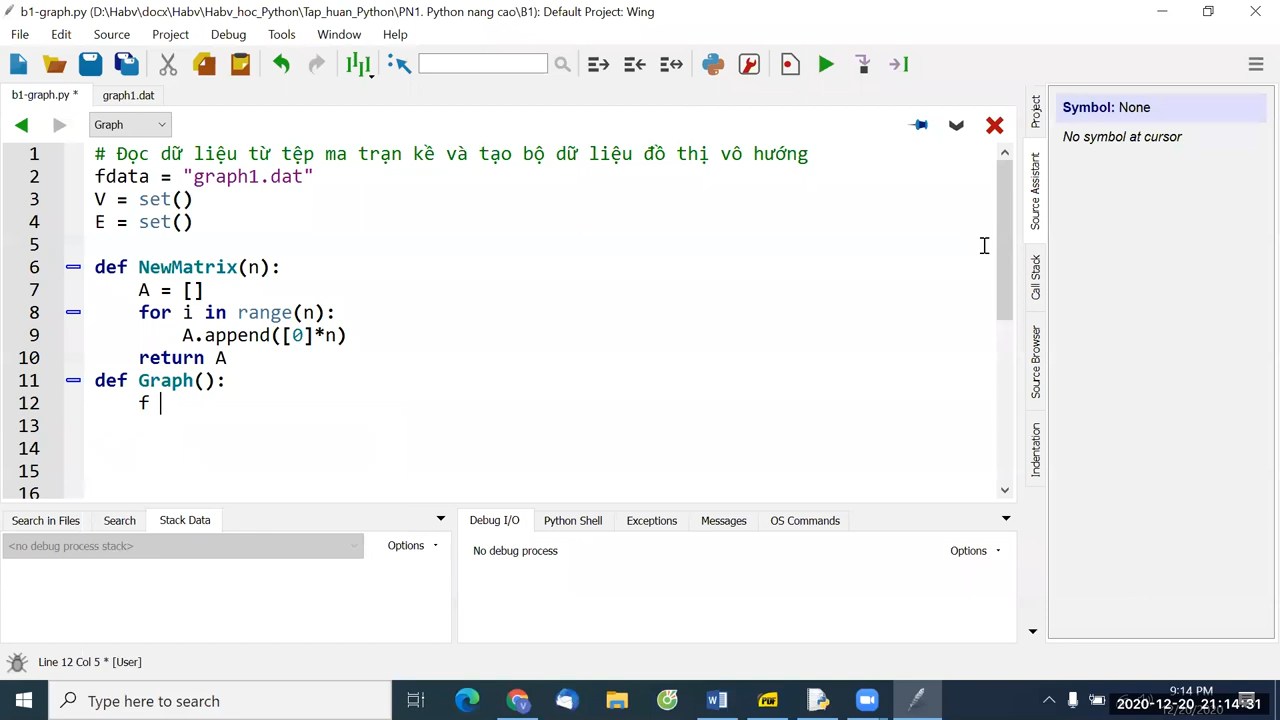 b1-graph.py (D:\Habv\docx\Habv\Habv_hoc_Python\Tap_huan_Python\PN1. Python nang cao\B1): Default Project: Wing
File Edit Source Project Debug Tools Window Help
b1-graph.py * graph1.dat
Graph
1 # Đọc dữ liệu từ tệp ma trạn kề và tạo bộ dữ liệu đồ thị vô hướng
2 fdata = "graph1.dat"
3 V = set()
4 E = set()
5
6 def NewMatrix(n):
7 A = []
8 for i in range(n):
9 A.append([0]*n)
10 return A
11 def Graph():
12 f
13
14
15
16
Project
Source Assistant
Call Stack
Source Browser
Indentation
Symbol: None
No symbol at cursor
Search in Files Search Stack Data
<no debug process stack> Options
Debug I/O Python Shell Exceptions Messages OS Commands
No debug process Options
Line 12 Col 5 * [User]
Type here to search
W PDF
9:14 PM
2020-12-20 21:14:31